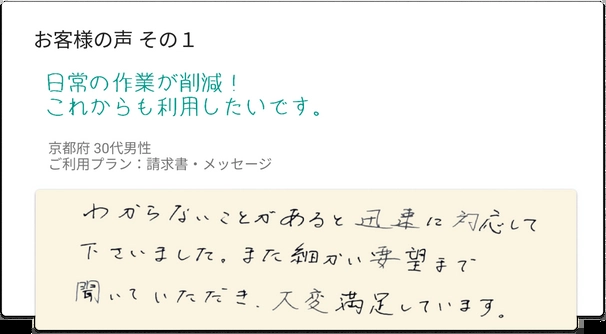 お客様の声 その１
日常の作業が削減！
これからも利用したいです。
京都府 30代男性
ご利用プラン：請求書・メッセージ
わからないことがあると迅速に対応して
下さいました。また細かい要望まで
聞いていただき、大変満足しています。